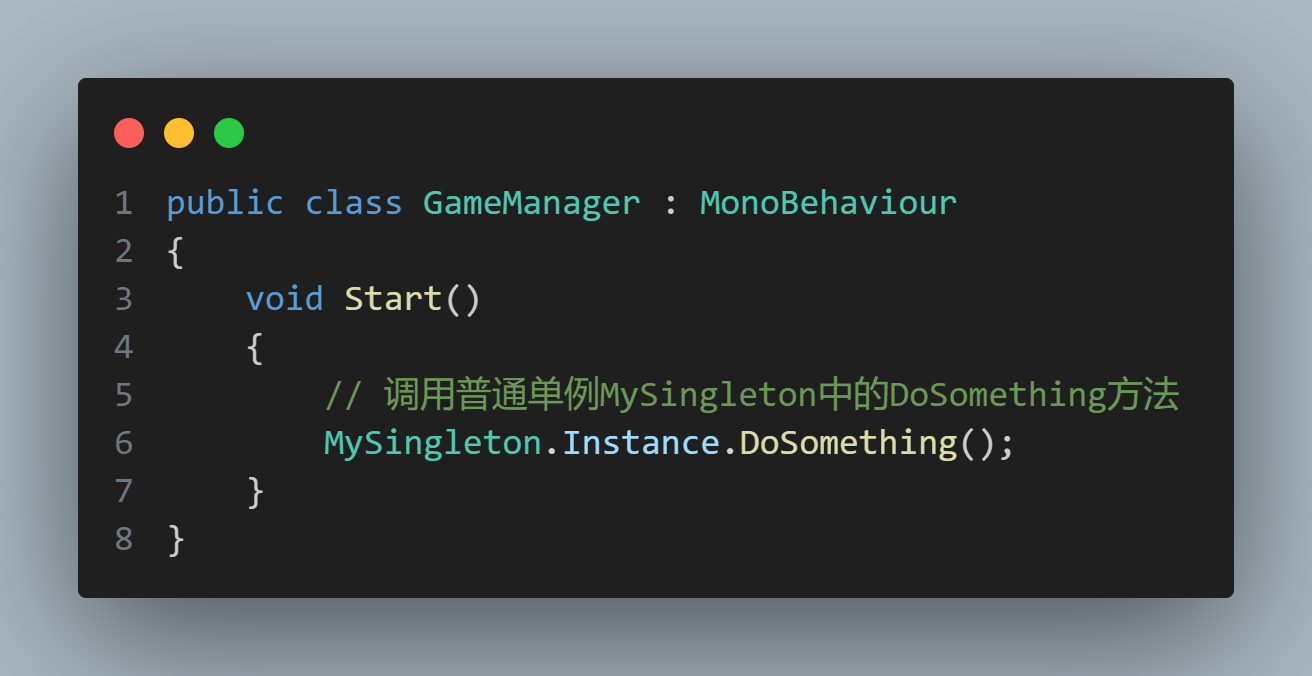 1 public class GameManager : MonoBehaviour
2 {
3     void Start()
4     {
5         // 调用普通单例MySingleton中的DoSomething方法
6         MySingleton.Instance.DoSomething();
7     }
8 }